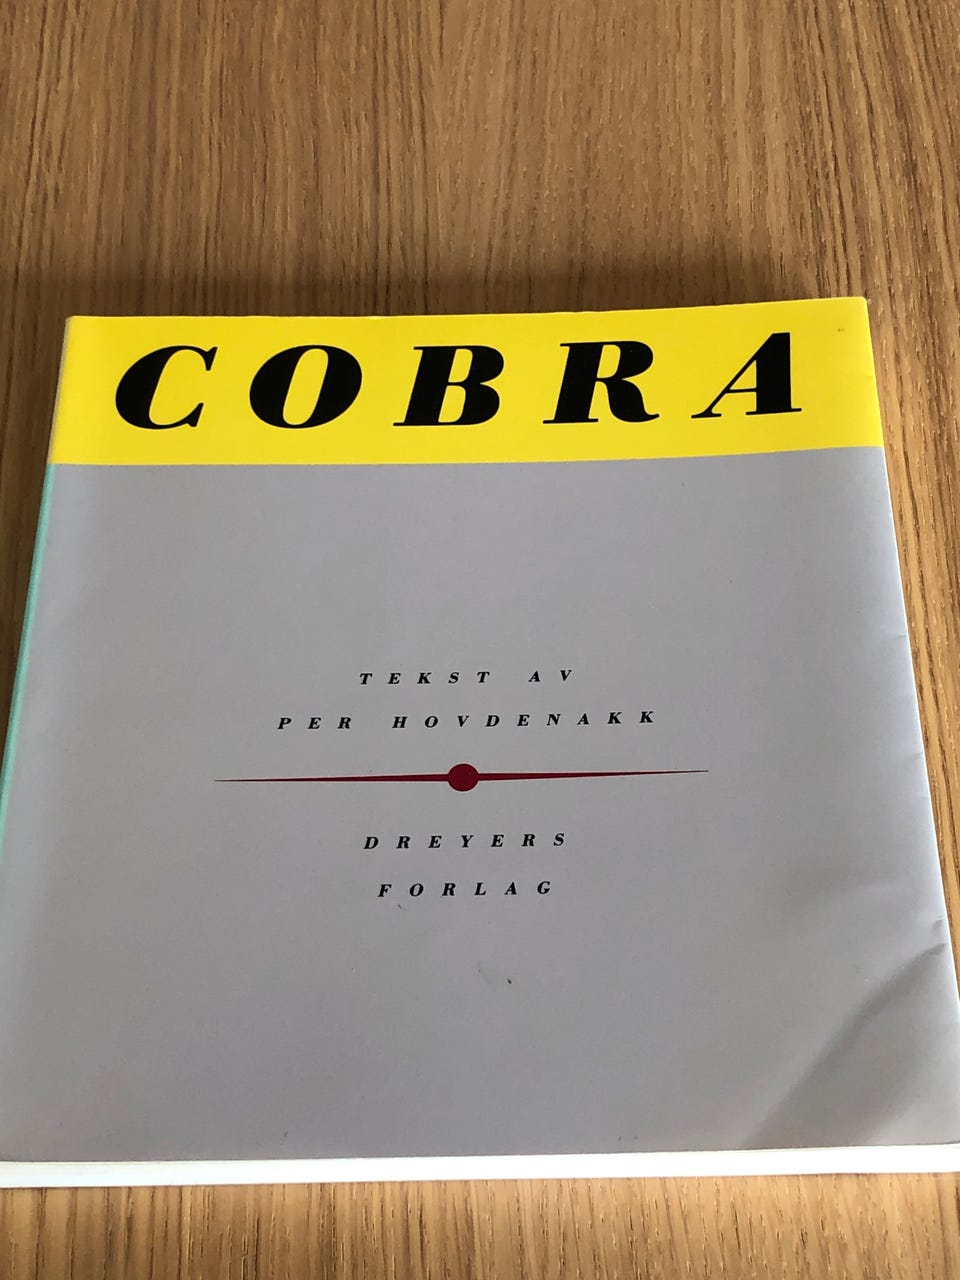 COBRA
TEKST AV
PER HOVDENAKK
DREYERS
FORLAG